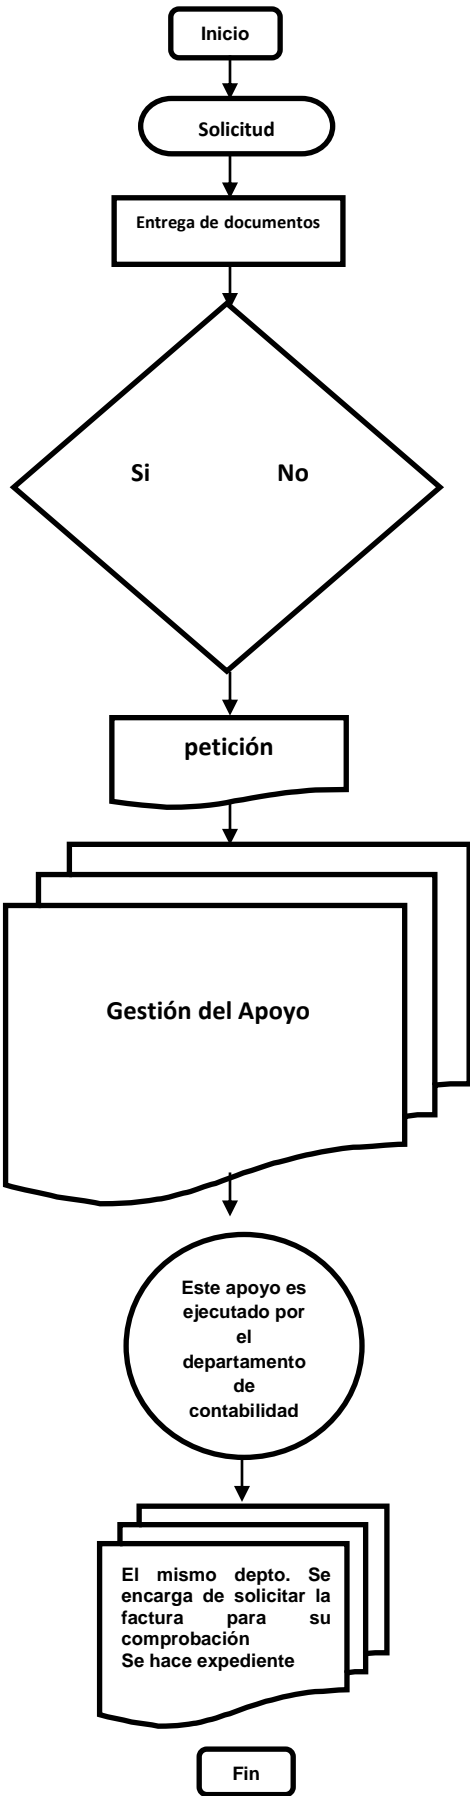 Inicio
Solicitud
Entrega de documentos
Si No
petición
Gestión del Apoyo
Este apoyo es
ejecutado por
el
departamento
de
contabilidad
El mismo depto. Se
encarga de solicitar la
factura para su
comprobación
Se hace expediente
Fin